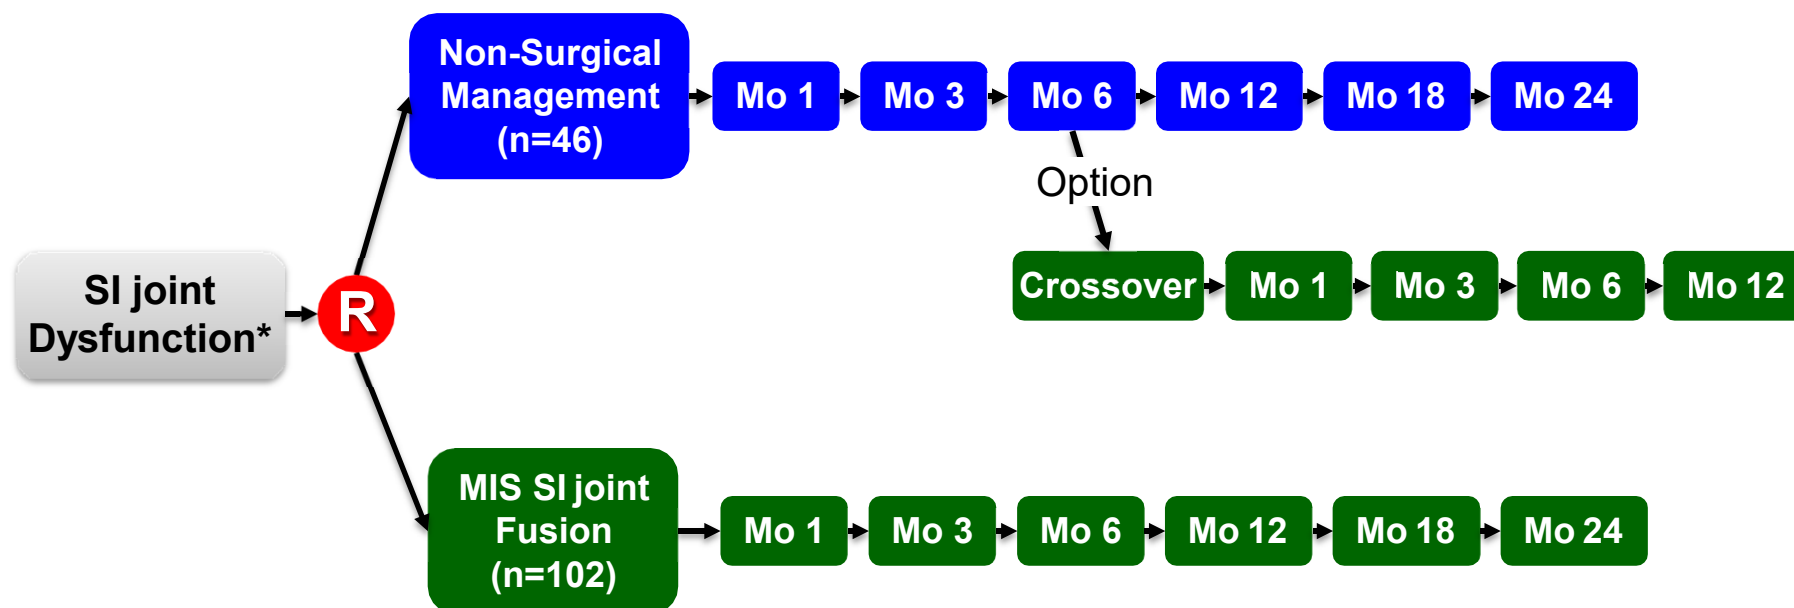 Non-Surgical
Management
(n=46)
Mo 1
Mo 3
Mo 6
Mo 12
Mo 18
Mo 24
Option
Crossover
Mo 1
Mo 3
Mo 6
Mo 12
SI joint
Dysfunction*
R
MIS SI joint
Fusion
(n=102)
Mo 1
Mo 3
Mo 6
Mo 12
Mo 18
Mo 24